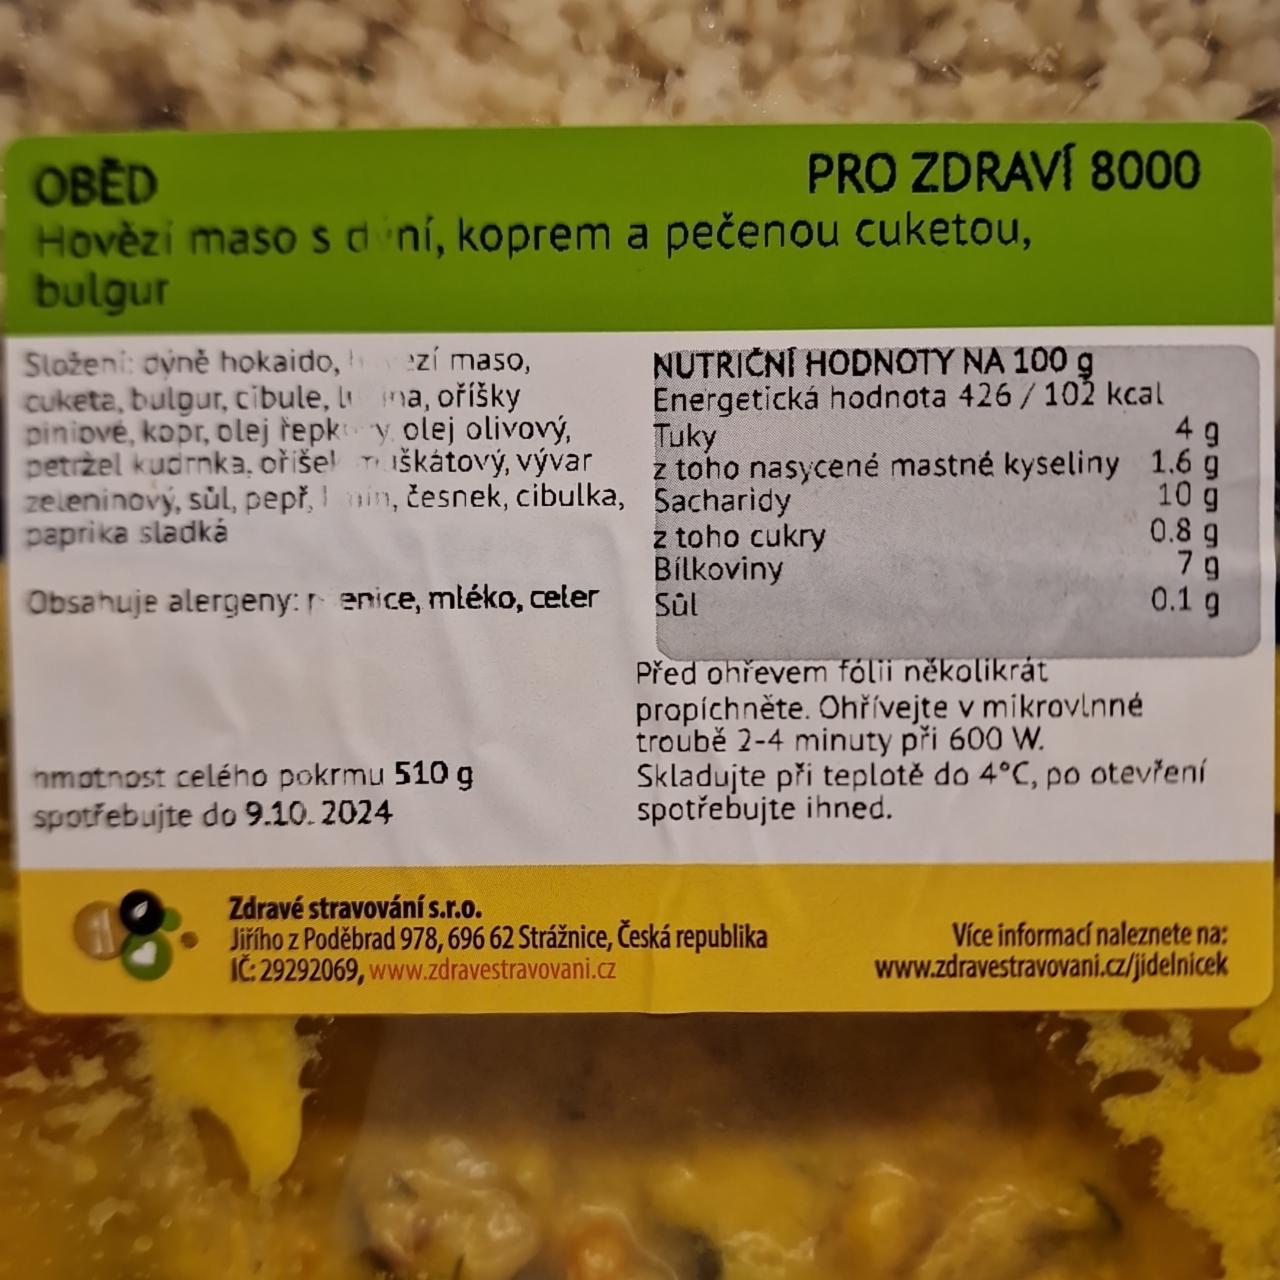 OBĚD
PRO ZDRAVÍ 8000
Hovězí maso s dýní, koprem a pečenou cuketou,
bulgur
Složení: dýně hokaido, hovězí maso,
cuketa, bulgur, cibule, oříšky
piniové, kopr, olej řepkový, olej olivový,
petržel kudrnka, oříšek muškátový, vývar
zeleninový, sůl, pepř, kmín, česnek, cibulka,
paprika sladká
Obsahuje alergeny: pšenice, mléko, celer
hmotnost celého pokrmu 510 g
spotřebujte do 9.10. 2024
NUTRIČNÍ HODNOTY NA 100 g
Energetická hodnota 426 / 102 kcal
Tuky 4 g
z toho nasycené mastné kyseliny 1.6 g
Sacharidy 10 g
z toho cukry 0.8 g
Bílkoviny 7 g
Sůl 0.1 g
Před ohřevem fólii několikrát
propíchněte. Ohřívejte v mikrovlnné
troubě 2-4 minuty při 600 W.
Skladujte při teplotě do 4°C, po otevření
spotřebujte ihned.
Zdravé stravování s.r.o.
Jiřího z Poděbrad 978, 696 62 Strážnice, Česká republika
IČ: 29292069, www.zdravestravovani.cz
Více informací naleznete na:
www.zdravestravovani.cz/jidelnicek